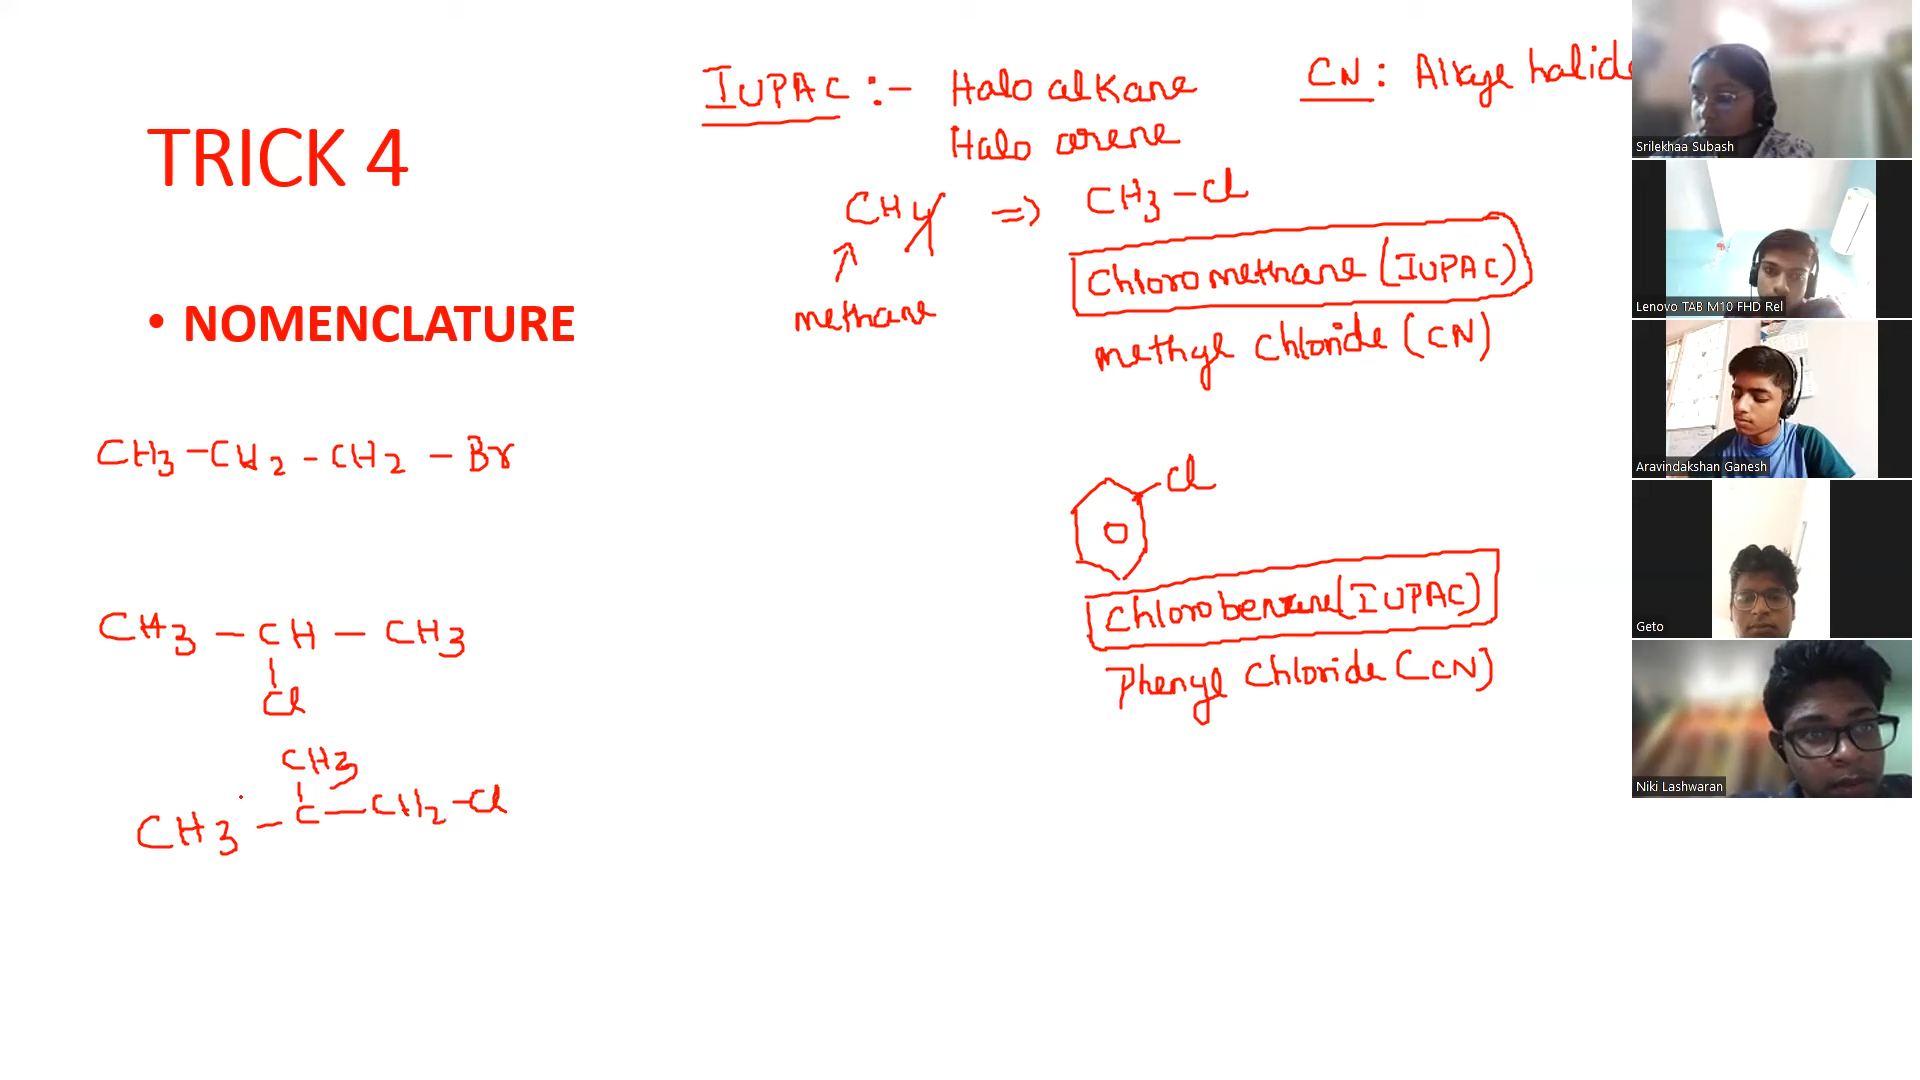 TRICK 4
• NOMENCLATURE
IUPAC :- Halo alkane
Halo arene
CN : Alkyl halide
CH4 => CH3 - Cl
methane
Chloromethane (IUPAC)
methyl chloride (CN)
CH3 - CH2 - CH2 - Br
Cl
Chlorobenzene (IUPAC)
Phenyl Chloride (CN)
CH3 - CH - CH3
Cl
CH3
CH3 - C - CH2 - Cl
Srilekhaa Subash
Lenovo TAB M10 FHD Rel
Aravindakshan Ganesh
Geto
Niki Lashwaran